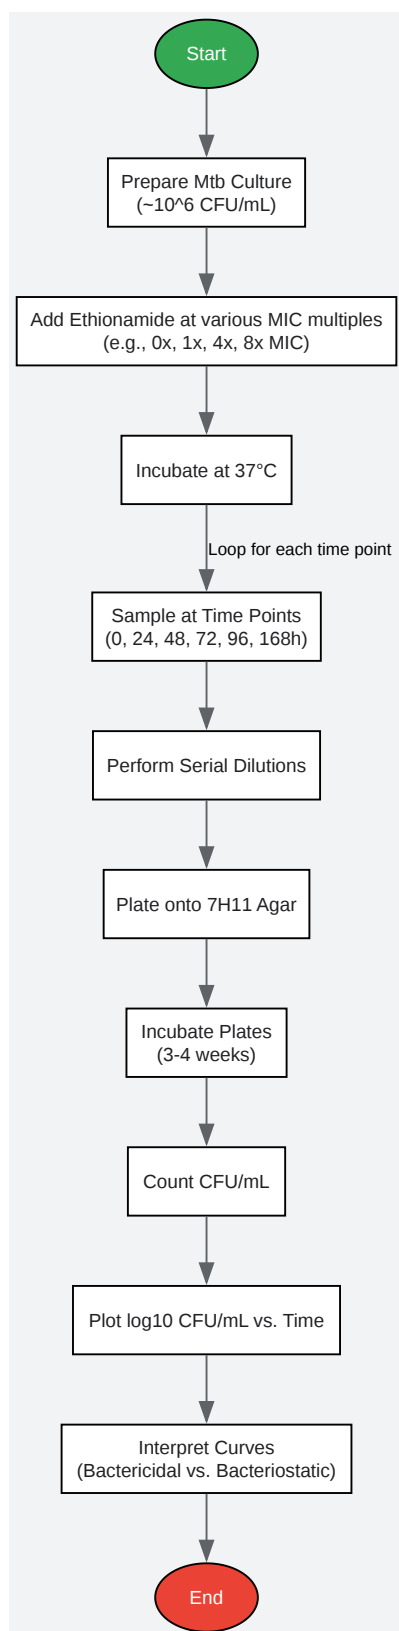 Start
Prepare Mtb Culture
(~10^6 CFU/mL)
Add Ethionamide at various MIC multiples
(e.g., 0x, 1x, 4x, 8x MIC)
Incubate at 37°C
Loop for each time point
Sample at Time Points
(0, 24, 48, 72, 96, 168h)
Perform Serial Dilutions
Plate onto 7H11 Agar
Incubate Plates
(3-4 weeks)
Count CFU/mL
Plot log10 CFU/mL vs. Time
Interpret Curves
(Bactericidal vs. Bacteriostatic)
End